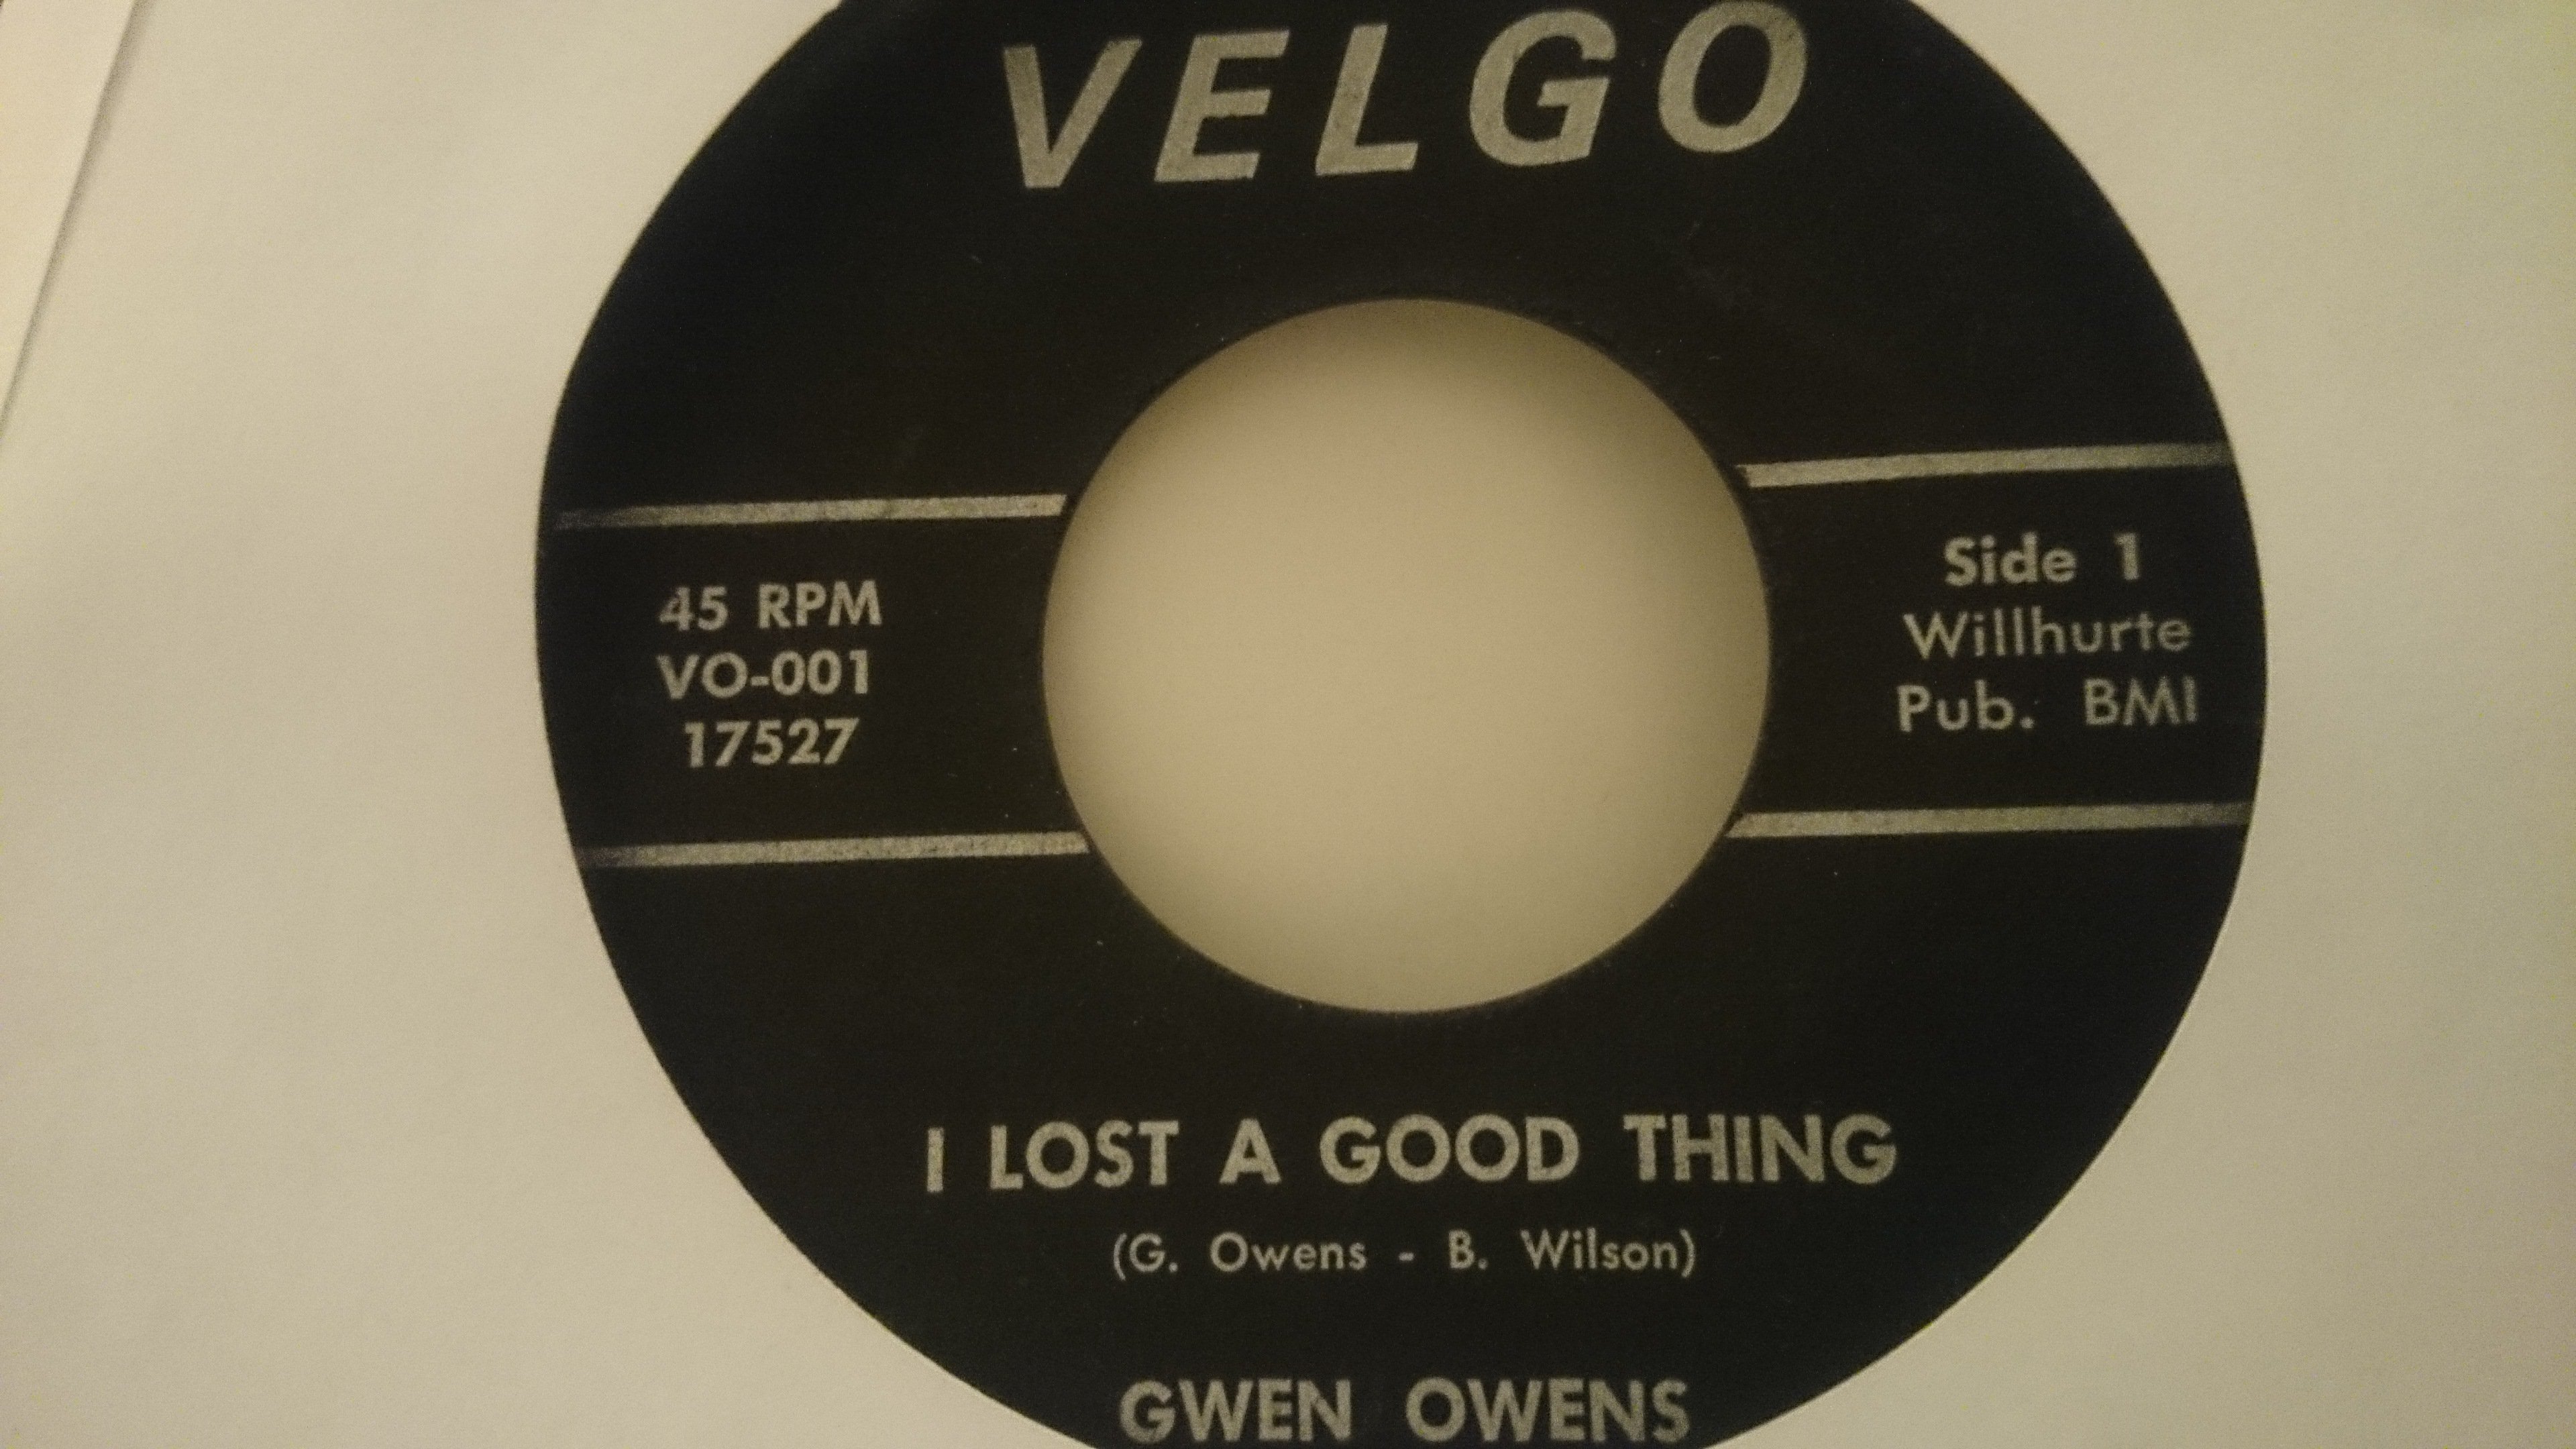 VELGO
45 RPM
VO-001
17527
Side 1
Willhurte
Pub. BMI
I LOST A GOOD THING
(G. Owens - B. Wilson)
GWEN OWENS